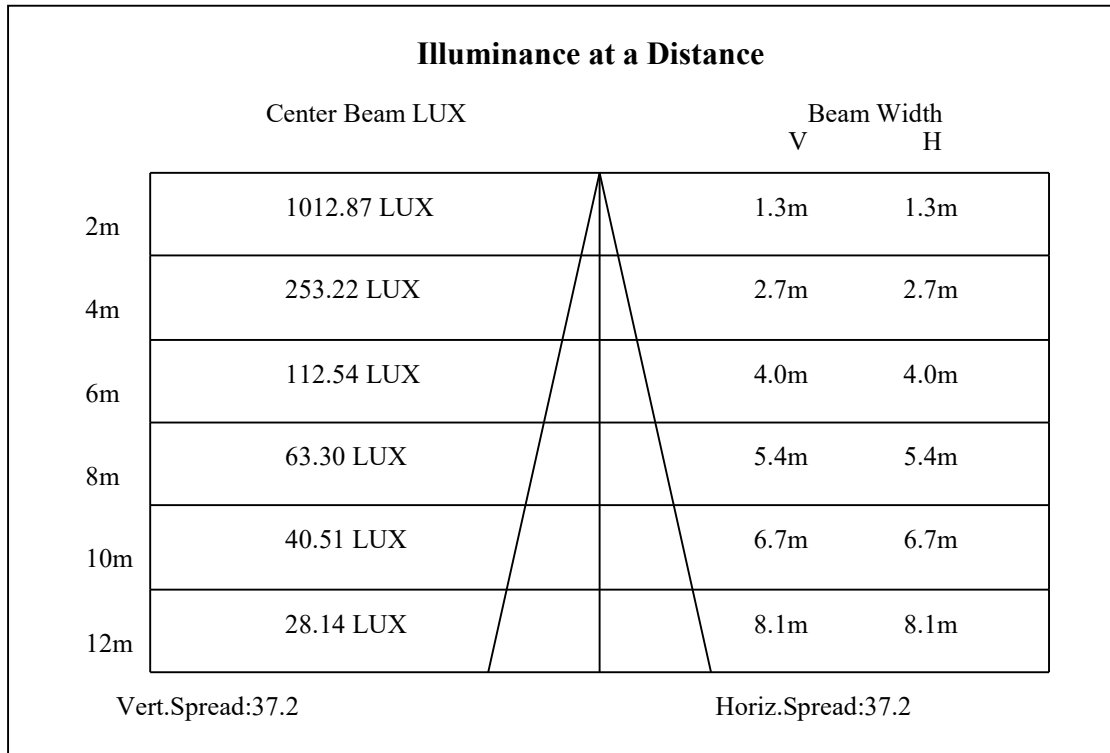 Illuminance at a Distance
Center Beam LUX Beam Width
V H
1012.87 LUX 1.3m 1.3m
2m
253.22 LUX 2.7m 2.7m
4m
112.54 LUX 4.0m 4.0m
6m
63.30 LUX 5.4m 5.4m
8m
40.51 LUX 6.7m 6.7m
10m
28.14 LUX 8.1m 8.1m
12m
Vert.Spread:37.2 Horiz.Spread:37.2